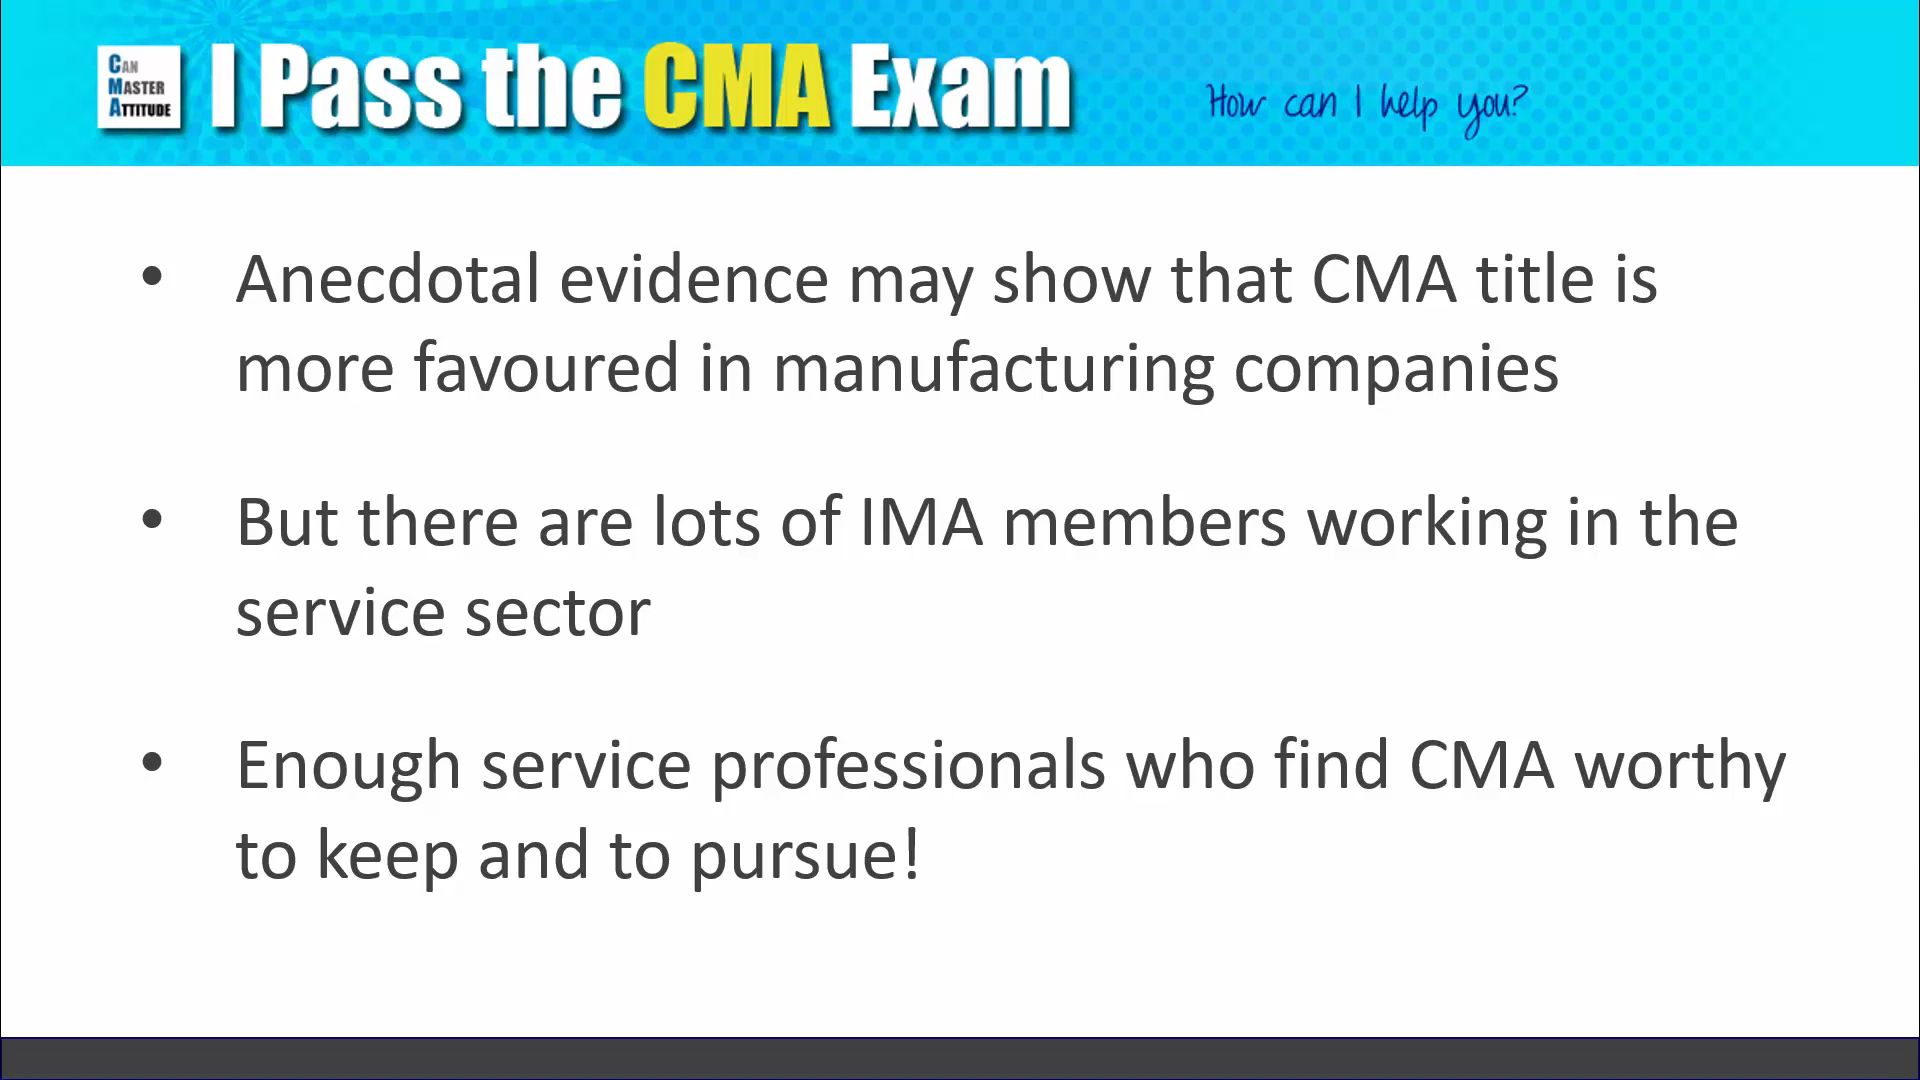 CAN
MASTER
ATTITUDE
I Pass the CMA Exam
How can I help you?
• Anecdotal evidence may show that CMA title is
more favoured in manufacturing companies
• But there are lots of IMA members working in the
service sector
• Enough service professionals who find CMA worthy
to keep and to pursue!